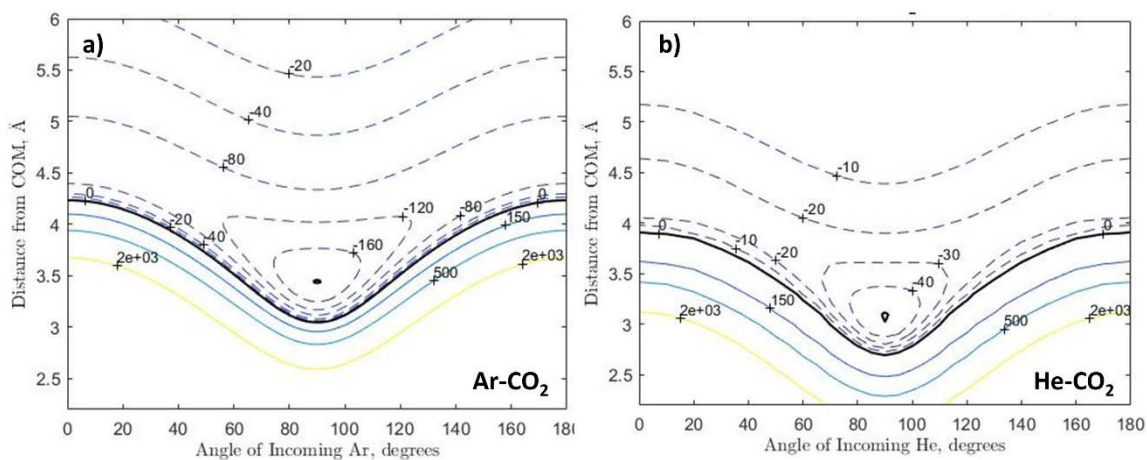 a)
6
5.5
5
4.5
4
3.5
3
2.5
Distance from COM, Å
-20
-40
-80
0
-120
-80
0
-20
-40
-160
150
2e+03
500
2e+03
Ar-CO2
0 20 40 60 80 100 120 140 160 180
Angle of Incoming Ar, degrees
b)
6
5.5
5
4.5
4
3.5
3
2.5
Distance from COM, Å
-10
-20
0
-10
-20
-30
0
-40
150
2e+03
500
2e+03
He-CO2
0 20 40 60 80 100 120 140 160 180
Angle of Incoming He, degrees